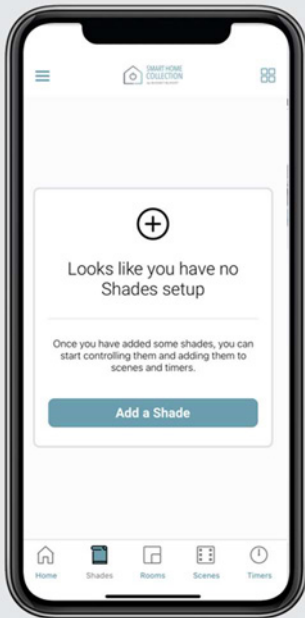 SMART HOME
COLLECTION
Looks like you have no
Shades setup
Once you have added some shades, you can
start controlling them and adding them to
scenes and timers.
Add a Shade
Home
Shades
Rooms
Scenes
Timers